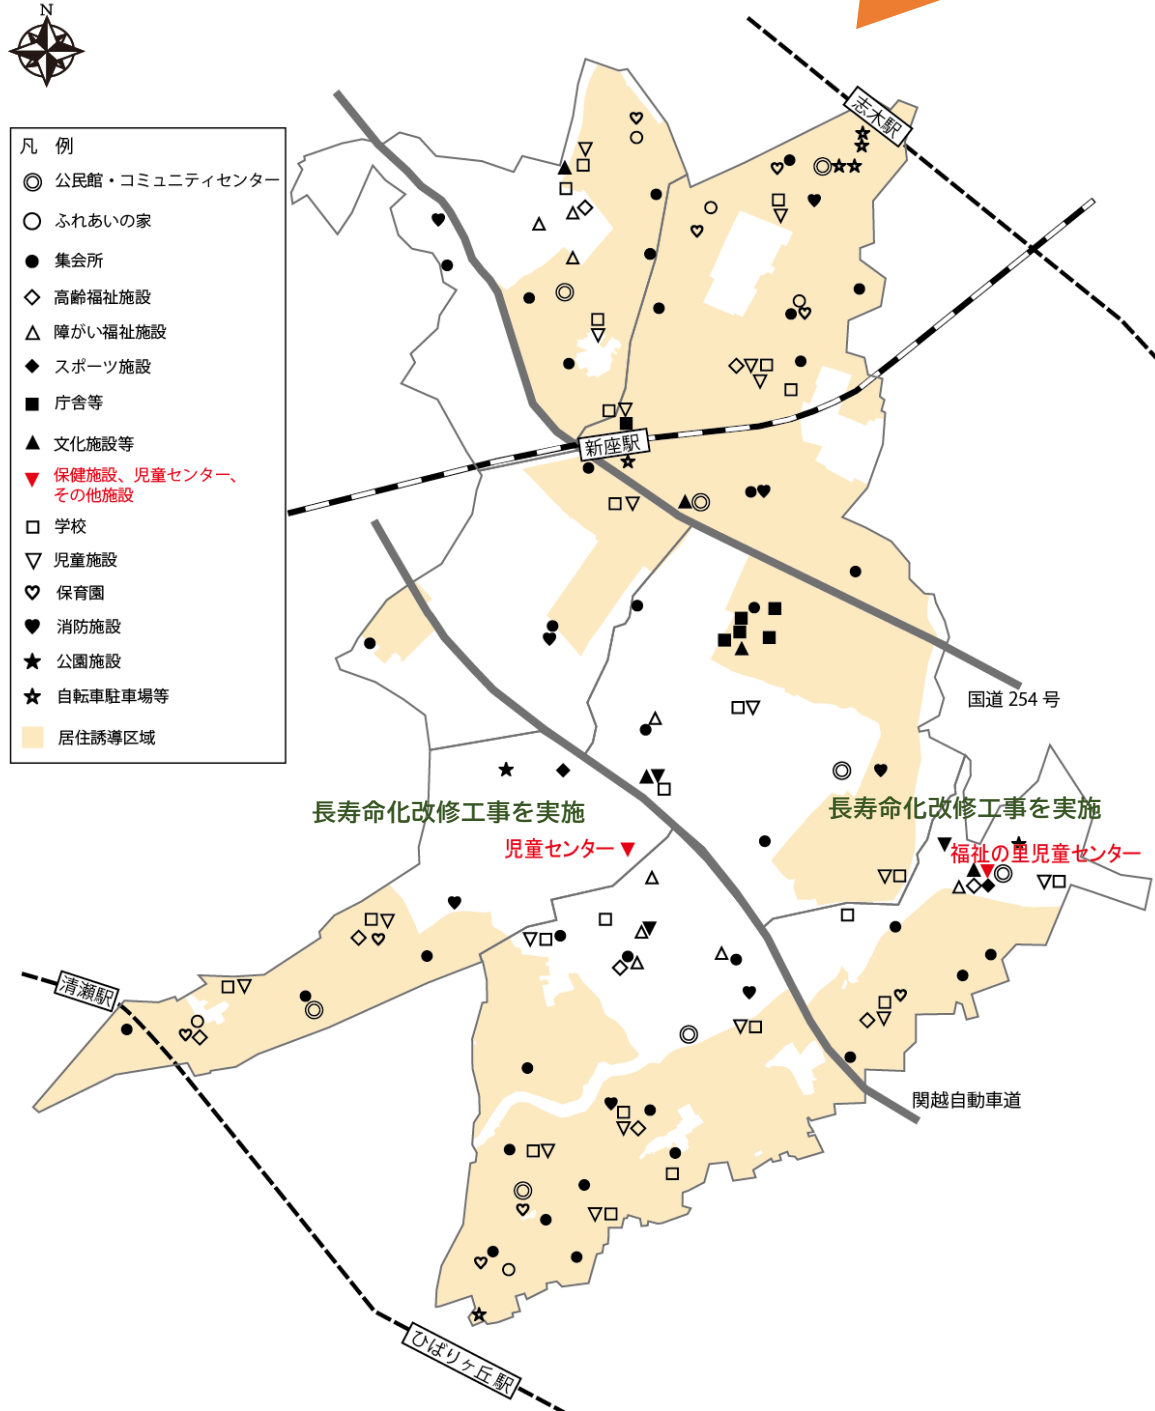 N
凡 例
公民館・コミュニティセンター
ふれあいの家
集会所
高齢福祉施設
障がい福祉施設
スポーツ施設
庁舎等
文化施設等
保健施設、児童センター、
その他施設
学校
児童施設
保育園
消防施設
公園施設
自転車駐車場等
居住誘導区域
志木駅
新座駅
国道 254 号
長寿命化改修工事を実施
長寿命化改修工事を実施
児童センター
福祉の里児童センター
清瀬駅
関越自動車道
ひばりヶ丘駅